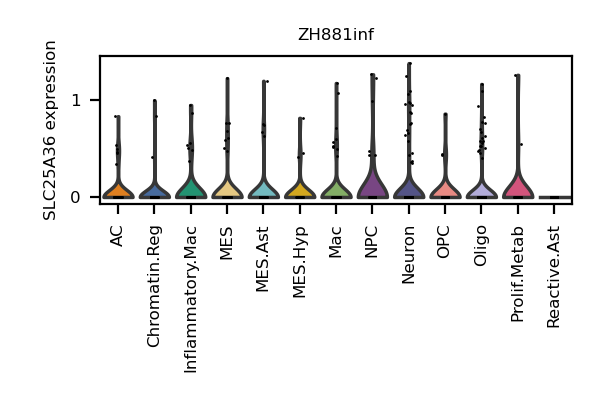 ZH881inf
SLC25A36 expression
1
0
AC
Chromatin.Reg
Inflammatory.Mac
MES
MES.Ast
MES.Hyp
Mac
NPC
Neuron
OPC
Oligo
Prolif.Metab
Reactive.Ast